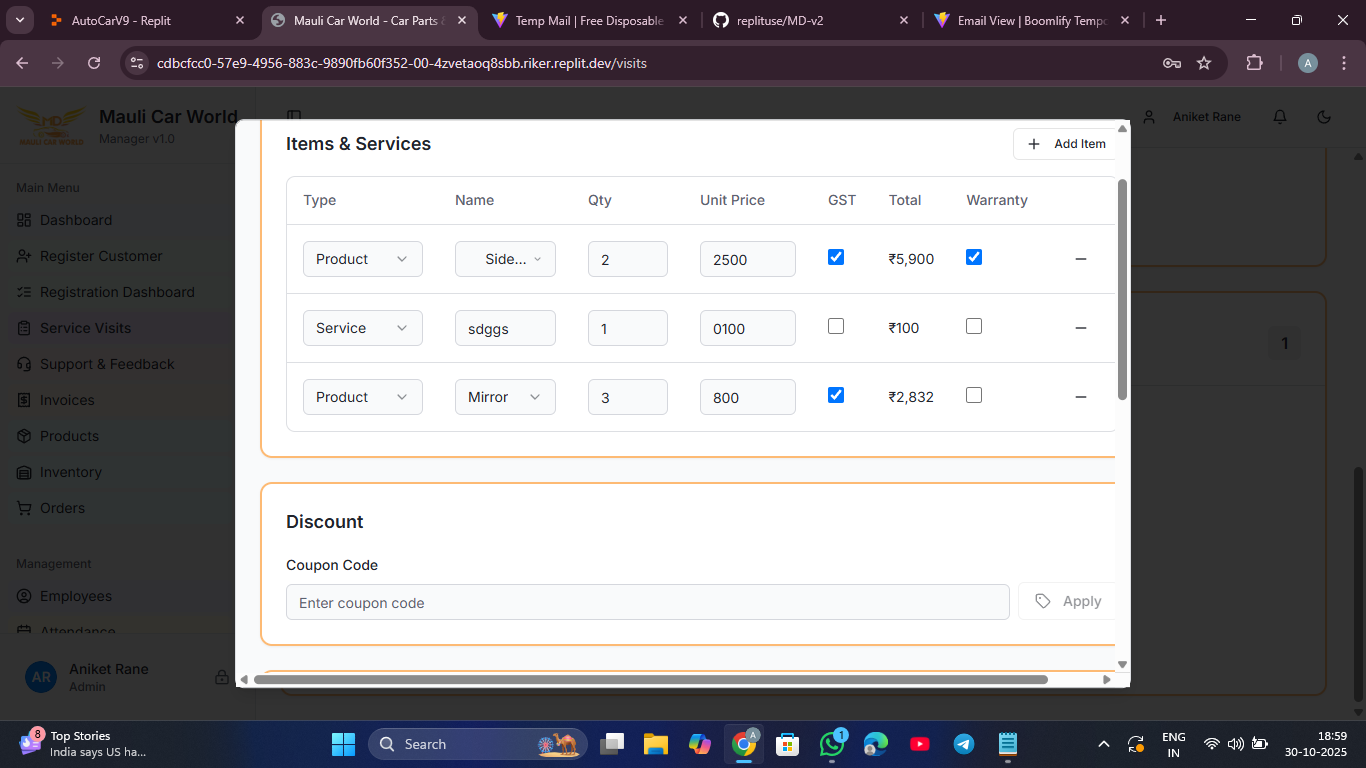 AutoCarV9 - Replit
Mauli Car World - Car Parts &
Temp Mail | Free Disposable
replituse/MD-v2
Email View | Boomlify Tempo
cdbcfcc0-57e9-4956-883c-9890fb60f352-00-4zvetaoq8sbb.riker.replit.dev/visits
A
MD
MAULI CAR WORLD
Mauli Car World
Manager v1.0
Aniket Rane
Main Menu
Dashboard
Register Customer
Registration Dashboard
Service Visits
Support & Feedback
Invoices
Products
Inventory
Orders
Management
Employees
Attendance
AR
Aniket Rane
Admin
1
Items & Services
+ Add Item
Type Name Qty Unit Price GST Total Warranty
Product Side... 2 2500 ₹5,900
Service sdggs 1 0100 ₹100
Product Mirror 3 800 ₹2,832
Discount
Coupon Code
Enter coupon code
Apply
8
Top Stories
India says US ha...
Search
A
1
ENG
IN
18:59
30-10-2025